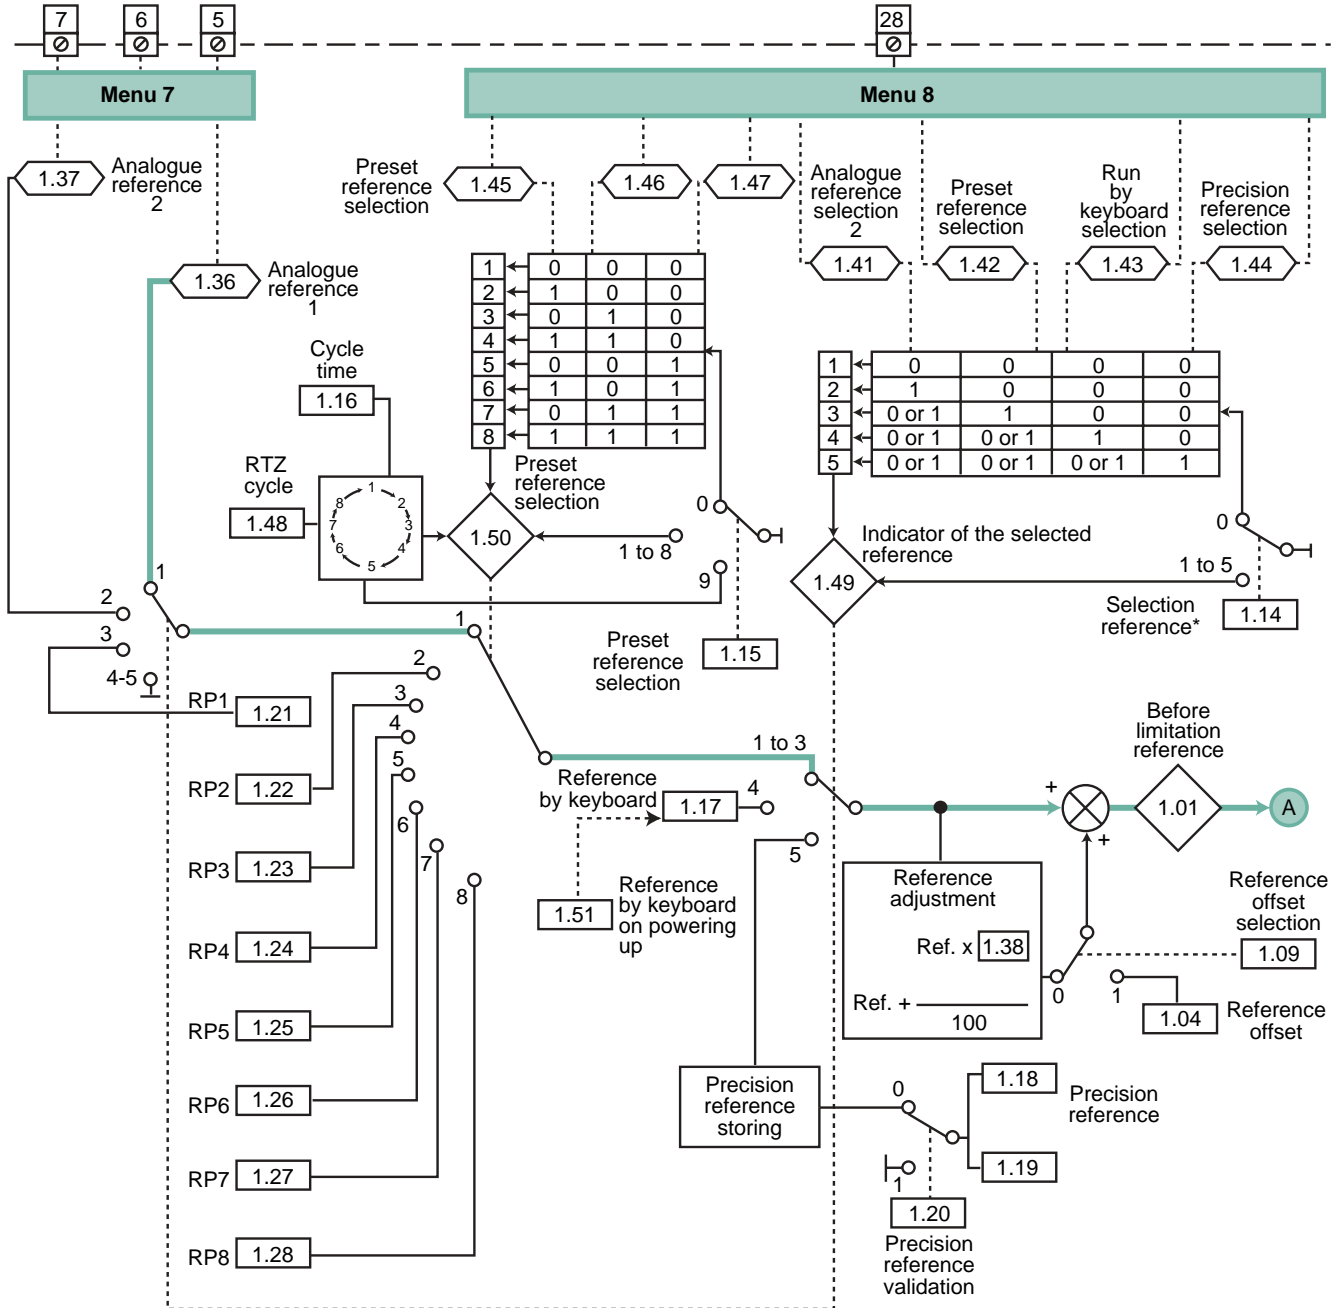 7 6 5 28
Menu 7
Menu 8
1.37
Analogue
reference
2
1.36
Analogue
reference
1
Preset
reference
selection
1.45
1.46
1.47
Analogue
reference
selection
2
1.41
Preset
reference
selection
1.42
Run
by
keyboard
selection
1.43
Precision
reference
selection
1.44
1 0 0 0
2 1 0 0
3 0 1 0
4 1 1 0
5 0 0 1
6 1 0 1
7 0 1 1
8 1 1 1
1 0 0 0 0
2 1 0 0 0
3 0 or 1 1 0 0
4 0 or 1 0 or 1 1 0
5 0 or 1 0 or 1 0 or 1 1
Cycle
time
1.16
RTZ
cycle
1.48
1
2
3
4
5
6
7
8
Preset
reference
selection
1.50
0
1 to 8
9
Preset
reference
selection
1.15
Indicator of the selected
reference
1.49
0
1 to 5
Selection
reference*
1.14
1
2
3
4-5
1
2
3
4
5
6
7
8
RP1 1.21
RP2 1.22
RP3 1.23
RP4 1.24
RP5 1.25
RP6 1.26
RP7 1.27
RP8 1.28
1 to 3
4
5
Reference
by keyboard
1.17
1.51
Reference
by keyboard
on powering
up
Before
limitation
reference
+
+
1.01
A
Reference
adjustment
Ref. x 1.38
Ref. +
100
0
1
Reference
offset
selection
1.09
1.04
Reference
offset
Precision
reference
storing
0
1
1.18
1.19
Precision
reference
1.20
Precision
reference
validation